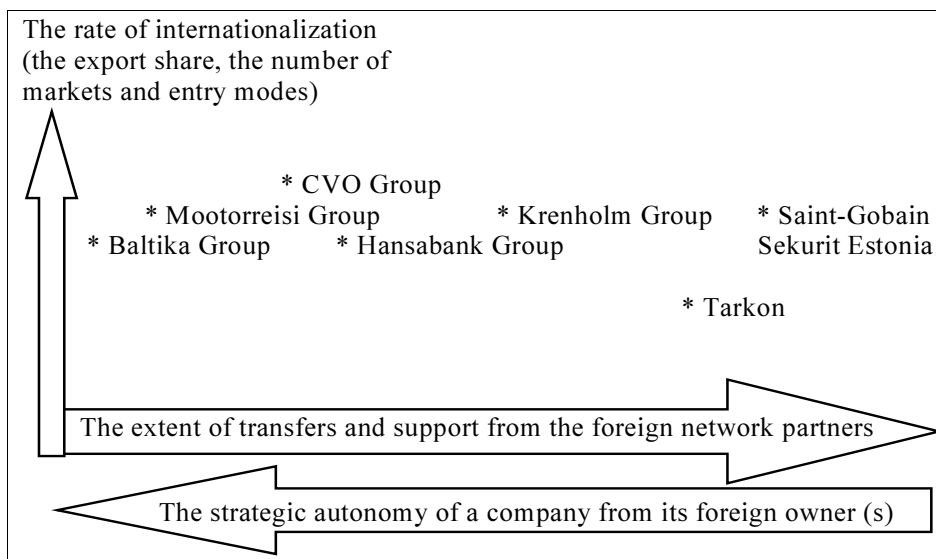 The rate of internationalization
(the export share, the number of
markets and entry modes)
* CVO Group
* Mootorreisi Group
* Krenholm Group
* Saint-Gobain
* Baltika Group
* Hansabank Group
Sekurit Estonia
* Tarkon
The extent of transfers and support from the foreign network partners
The strategic autonomy of a company from its foreign owner (s)